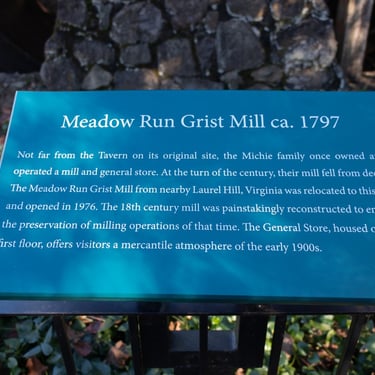 Meadow Run Grist Mill ca. 1797
Not far from the Tavern on its original site, the Michie family once owned
operated a mill and general store. At the turn of the century, their mill fell from
The Meadow Run Grist Mill from nearby Laurel Hill, Virginia was relocated to this
and opened in 1976. The 18th century mill was painstakingly reconstructed to
the preservation of milling operations of that time. The General Store, housed
first floor, offers visitors a mercantile atmosphere of the early 1900s.